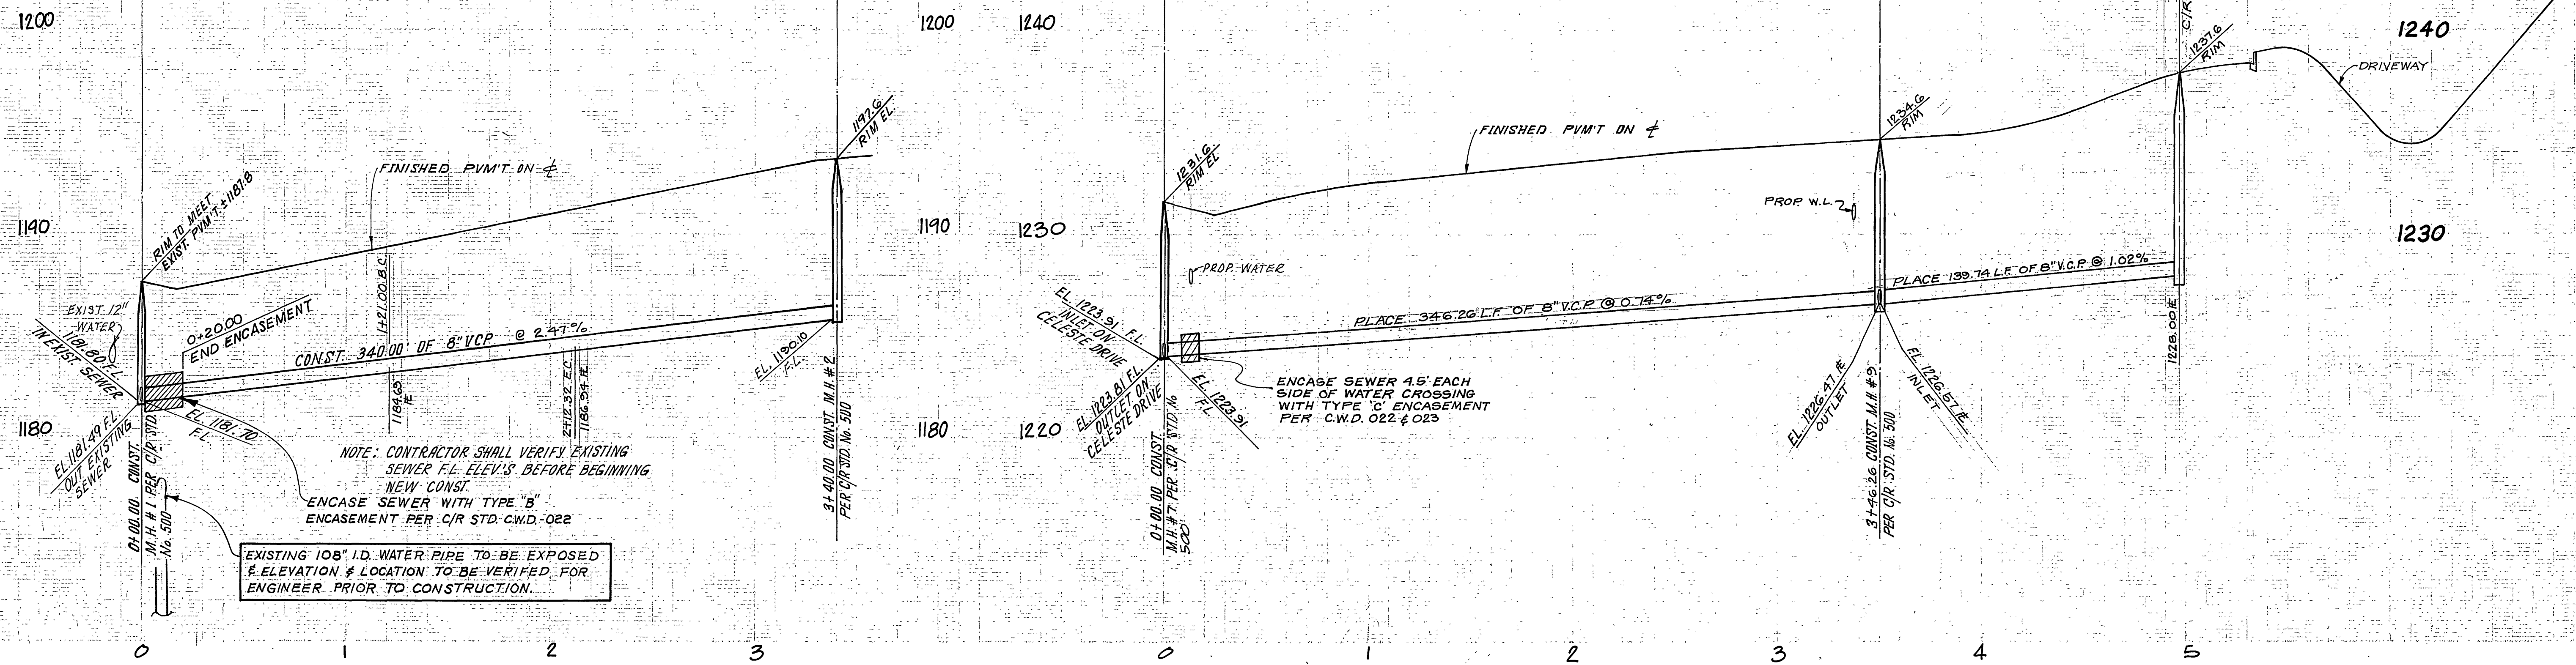 1200
1190
1180
RIM TO MEET
EXIST. PVM'T. ± 1187.8
FINISHED PVM'T ON ℄
1197.6
RIM EL.
EXIST 12"
WATER
1181.80 F.L.
IN EXIST. SEWER
0+20.00
END ENCASEMENT
1+21.00 B.C.
1184.69
CONST. 340.00' OF 8" VCP @ 2.47%
2+12.32 E.C.
1186.94
EL. 1190.10
F.L.
EL. 1181.49 F.L.
OUT EXISTING
SEWER
EL. 1181.70
F.L.
0+00.00 CONST.
M.H. # 1 PER C/R STD.
No. 500
3+40.00 CONST. M.H. # 2
PER C/R STD. No. 500
NOTE: CONTRACTOR SHALL VERIFY EXISTING
SEWER F.L. ELEV.'S BEFORE BEGINNING
NEW CONST.
ENCASE SEWER WITH TYPE "B"
ENCASEMENT PER C/R STD. C.W.D.-022
EXISTING 108" I.D. WATER PIPE TO BE EXPOSED
& ELEVATION & LOCATION TO BE VERIFED FOR
ENGINEER PRIOR TO CONSTRUCTION.
0 1 2 3
1200
1190
1180
1240
1230
1220
1231.6
RIM EL
FINISHED PVM'T ON ℄
PROP. WATER
EL. 1223.91 F.L.
INLET ON
CELESTE DRIVE
EL. 1223.81 F.L.
OUTLET ON
CELESTE DRIVE
EL. 1223.91
F.L.
PLACE 346.26 L.F. OF 8" V.C.P. @ 0.74%
ENCASE SEWER 4.5' EACH
SIDE OF WATER CROSSING
WITH TYPE 'C' ENCASEMENT
PER C.W.D. 022 & 023
0+00.00 CONST.
M.H. # 7 PER C/R STD. No
500
1234.6
RIM
PROP. W.L.
PLACE 139.74 L.F. OF 8" V.C.P. @ 1.02%
EL. 1226.47
OUTLET
EL. 1226.57
INLET
3+46.26 CONST. M.H. # 9
PER C/R STD. No. 500
C/R
1237.6
RIM
1228.00
DRIVEWAY
1240
1230
0 1 2 3 4 5